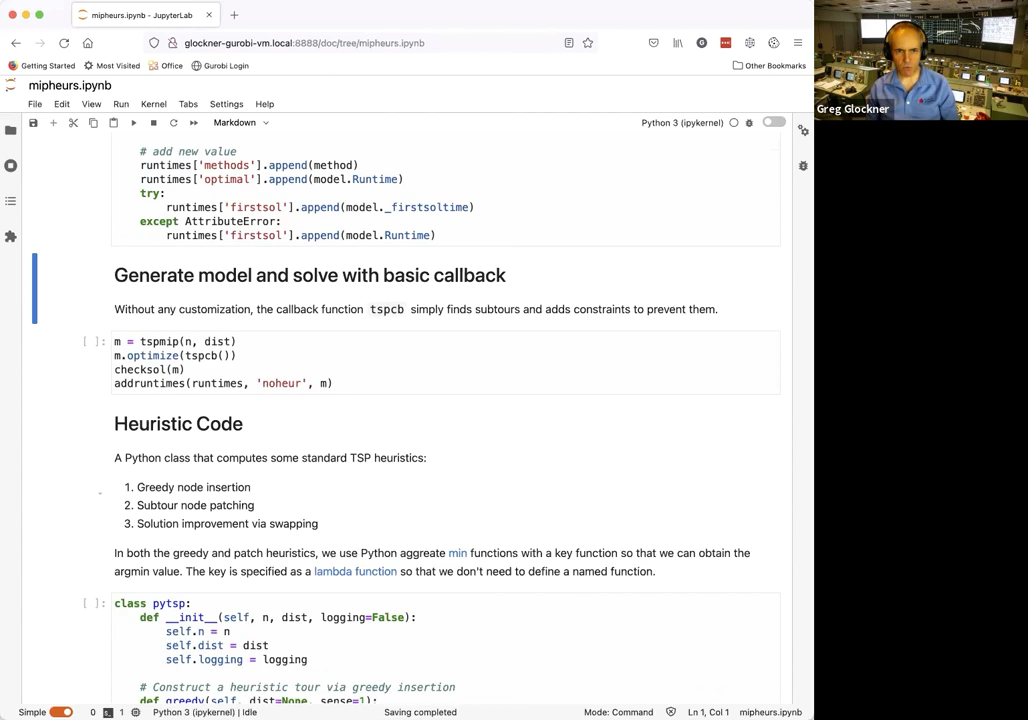 mipheurs.ipynb - JupyterLab
glockner-gurobi-vm.local:8888/doc/tree/mipheurs.ipynb
Getting Started
Most Visited
Office
Gurobi Login
Other Bookmarks
Greg Glockner
mipheurs.ipynb
File Edit View Run Kernel Tabs Settings Help
Markdown
Python 3 (ipykernel)
# add new value
runtimes['methods'].append(method)
runtimes['optimal'].append(model.Runtime)
try:
runtimes['firstsol'].append(model._firstsoltime)
except AttributeError:
runtimes['firstsol'].append(model.Runtime)
Generate model and solve with basic callback
Without any customization, the callback function tspcb simply finds subtours and adds constraints to prevent them.
[ ]: m = tspmip(n, dist)
m.optimize(tspcb())
checksol(m)
addruntimes(runtimes, 'noheur', m)
Heuristic Code
A Python class that computes some standard TSP heuristics:
1. Greedy node insertion
2. Subtour node patching
3. Solution improvement via swapping
In both the greedy and patch heuristics, we use Python aggreate min functions with a key function so that we can obtain the
argmin value. The key is specified as a lambda function so that we don't need to define a named function.
[ ]: class pytsp:
def __init__(self, n, dist, logging=False):
self.n = n
self.dist = dist
self.logging = logging
# Construct a heuristic tour via greedy insertion
def greedy(self, dist=None, sense=1):
Simple 0 1 Python 3 (ipykernel) | Idle Saving completed Mode: Command Ln 1, Col 1 mipheurs.ipynb